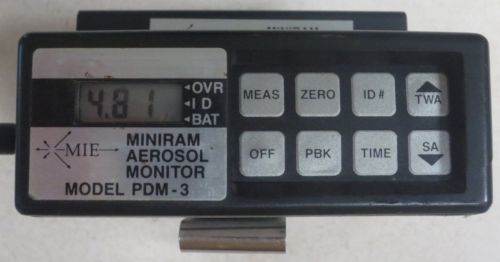 MINIRAM
4.81
◄OVR
◄I D
◄BAT
MIE
MINIRAM
AEROSOL
MONITOR
MODEL PDM-3
MEAS
ZERO
ID #
TWA
OFF
PBK
TIME
SA